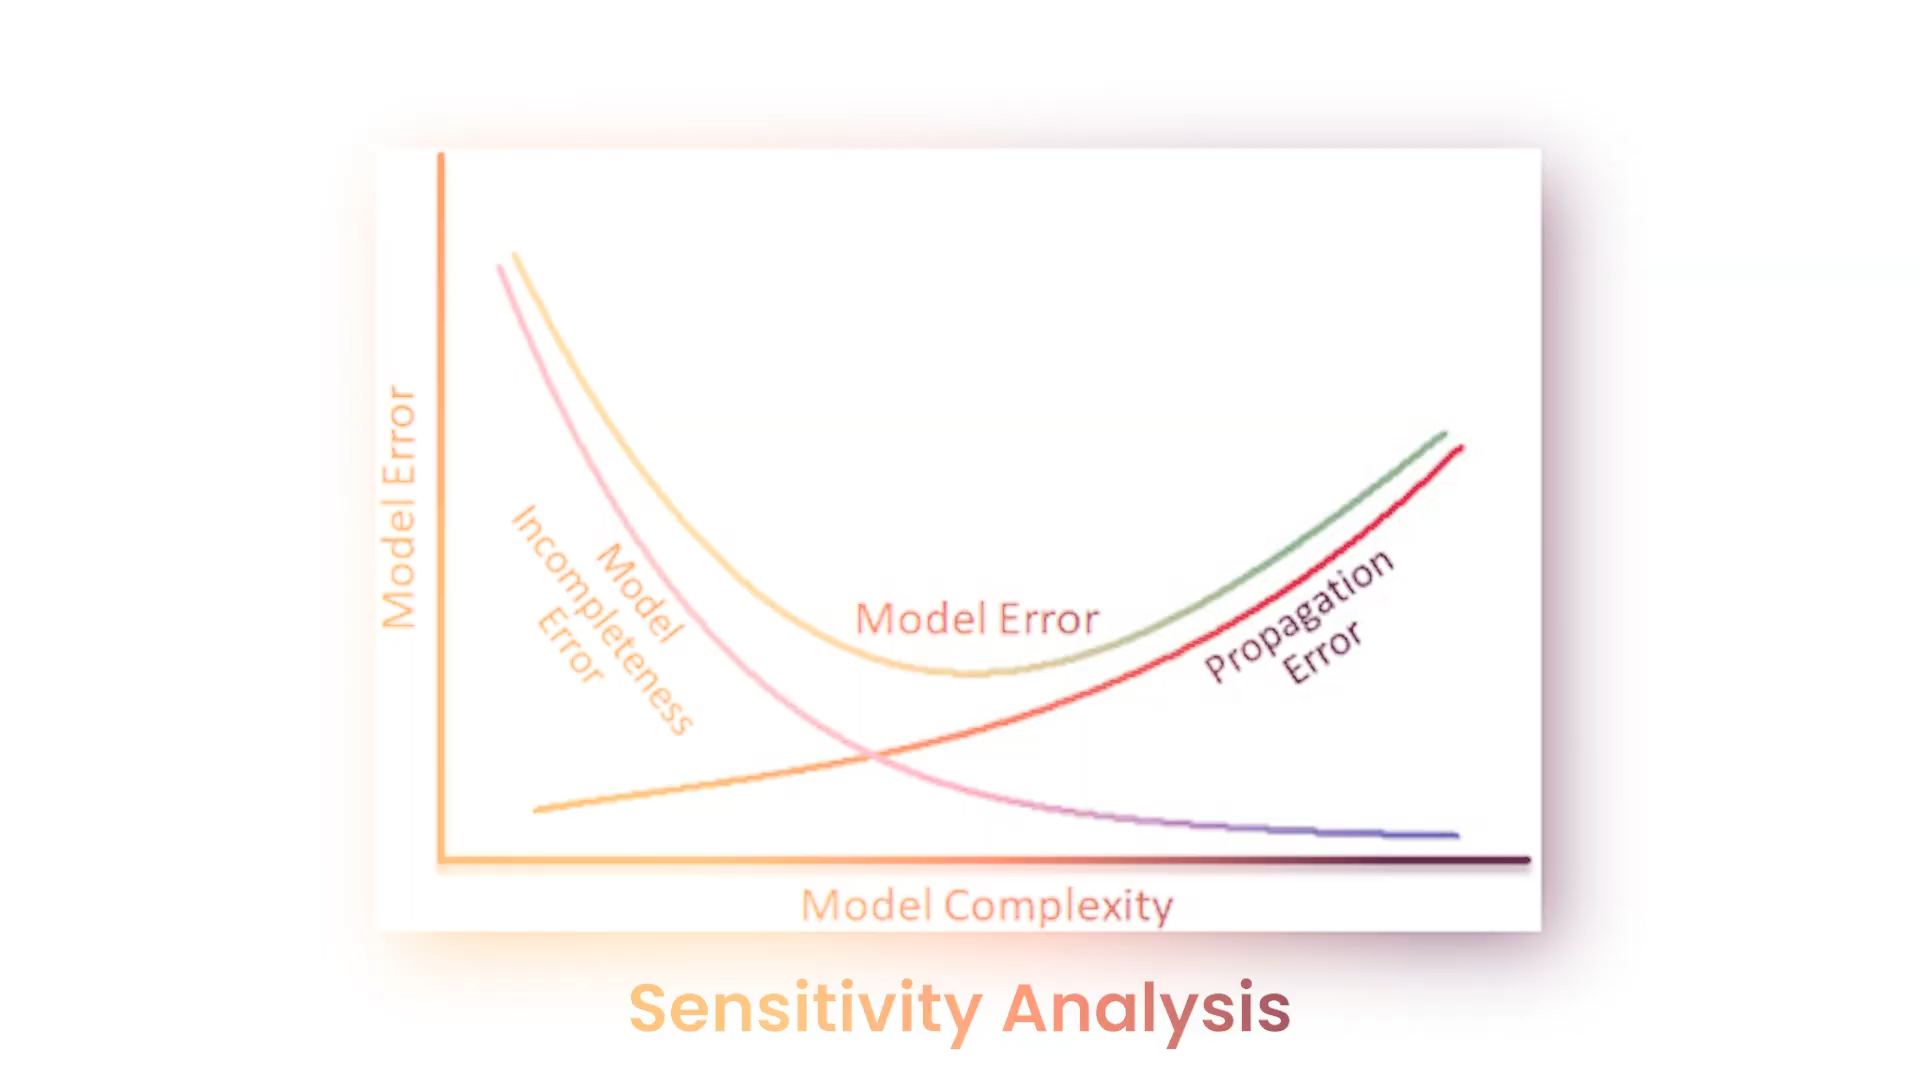 Model Error
Model
Incompleteness
Error
Model Error
Propagation
Error
Model Complexity
Sensitivity Analysis